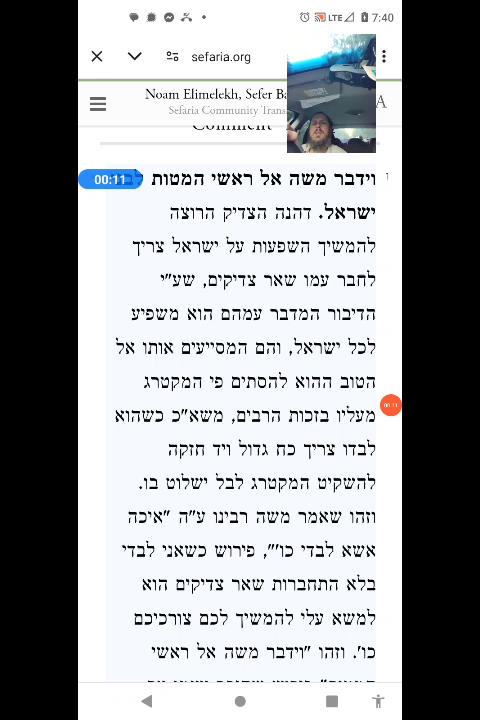 7:40
LTE
sefaria.org
Noam Elimelekh, Sefer Ba
Sefaria Community Trans
A
Comment
1
וידבר משה אל ראשי המטות
00:11
ישראל. דהנה הצדיק הרוצה
להמשיך השפעות על ישראל צריך
לחבר עמו שאר צדיקים, שע"י
הדיבור המדבר עמהם הוא משפיע
לכל ישראל, והם המסייעים אותו אל
הטוב ההוא להסתים פי המקטרג
מעליו בזכות הרבים, משא"כ כשהוא
לבדו צריך כח גדול ויד חזקה
להשקיט המקטרג לבל ישלוט בו.
וזהו שאמר משה רבינו ע"ה "איכה
אשא לבדי כו'", פירוש כשאני לבדי
בלא התחברות שאר צדיקים הוא
למשא עלי להמשיך לכם צורכיכם
כו'. וזהו "וידבר משה אל ראשי